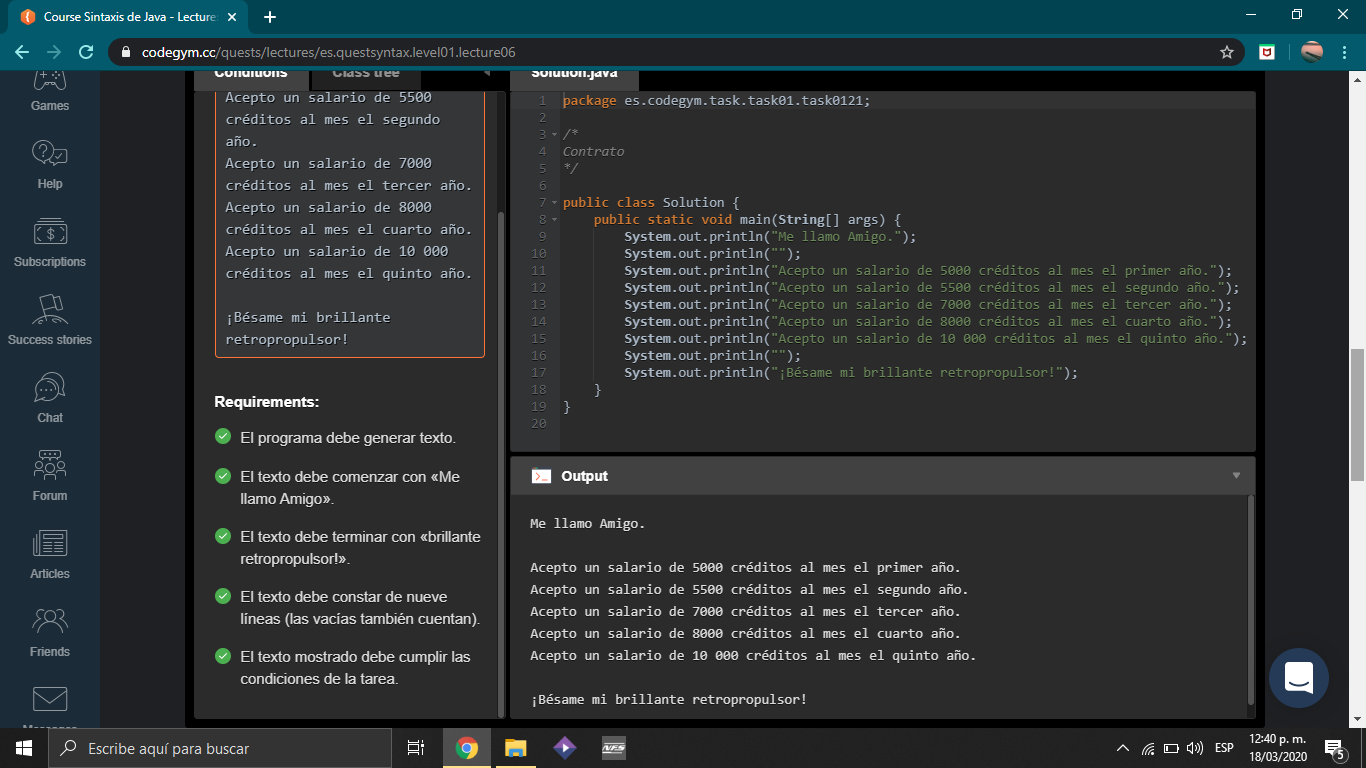 Course Sintaxis de Java - Lecture
codegym.cc/quests/lectures/es.questsyntax.level01.lecture06
Games
Help
Subscriptions
Success stories
Chat
Forum
Articles
Friends
Messages
Conditions
Class tree
Acepto un salario de 5500
créditos al mes el segundo
año.
Acepto un salario de 7000
créditos al mes el tercer año.
Acepto un salario de 8000
créditos al mes el cuarto año.
Acepto un salario de 10 000
créditos al mes el quinto año.
¡Bésame mi brillante
retropropulsor!
Requirements:
El programa debe generar texto.
El texto debe comenzar con «Me
llamo Amigo».
El texto debe terminar con «brillante
retropropulsor!».
El texto debe constar de nueve
líneas (las vacías también cuentan).
El texto mostrado debe cumplir las
condiciones de la tarea.
Solution.java
1 package es.codegym.task.task01.task0121;
2
3 /*
4 Contrato
5 */
6
7 public class Solution {
8 public static void main(String[] args) {
9 System.out.println("Me llamo Amigo.");
10 System.out.println("");
11 System.out.println("Acepto un salario de 5000 créditos al mes el primer año.");
12 System.out.println("Acepto un salario de 5500 créditos al mes el segundo año.");
13 System.out.println("Acepto un salario de 7000 créditos al mes el tercer año.");
14 System.out.println("Acepto un salario de 8000 créditos al mes el cuarto año.");
15 System.out.println("Acepto un salario de 10 000 créditos al mes el quinto año.");
16 System.out.println("");
17 System.out.println("¡Bésame mi brillante retropropulsor!");
18 }
19 }
20
Output
Me llamo Amigo.
Acepto un salario de 5000 créditos al mes el primer año.
Acepto un salario de 5500 créditos al mes el segundo año.
Acepto un salario de 7000 créditos al mes el tercer año.
Acepto un salario de 8000 créditos al mes el cuarto año.
Acepto un salario de 10 000 créditos al mes el quinto año.
¡Bésame mi brillante retropropulsor!
Escribe aquí para buscar
NFS
ESP
12:40 p. m.
18/03/2020
5